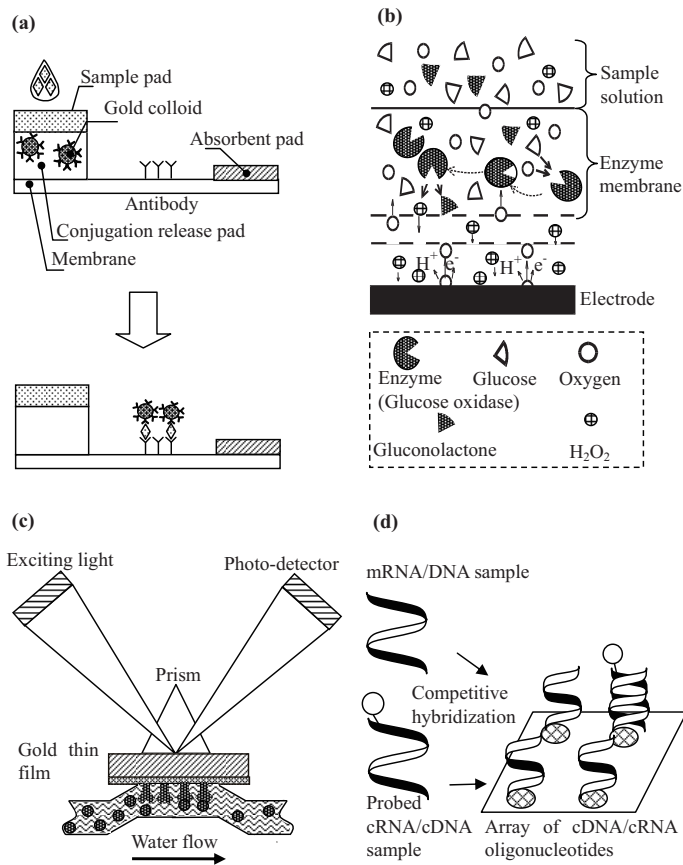 (a)
Sample pad
Gold colloid
Absorbent pad
Antibody
Conjugation release pad
Membrane
(b)
Sample
solution
Enzyme
membrane
H+ e- H+ e-
Electrode
Enzyme
(Glucose oxidase)
Glucose
Oxygen
Gluconolactone
H2O2
(c)
Exciting light
Photo-detector
Prism
Gold thin
film
Water flow
(d)
mRNA/DNA sample
Competitive
hybridization
Probed
cRNA/cDNA
sample
Array of cDNA/cRNA
oligonucleotides